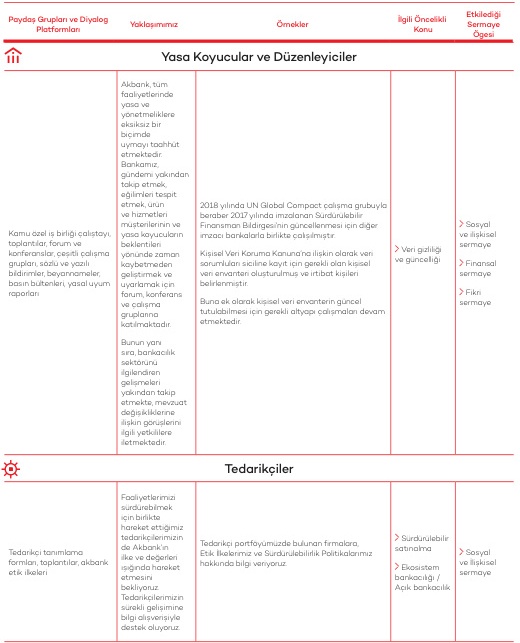 Paydaş Grupları ve Diyalog
Platformları
Yaklaşımımız
Örnekler
İlgili Öncelikli
Konu
Etkilediği
Sermaye
Ögesi
Yasa Koyucular ve Düzenleyiciler
Kamu özel iş birliği çalıştayı,
toplantılar, forum ve
konferanslar, çeşitli çalışma
grupları, sözlü ve yazılı
bildirimler, beyannameler,
basın bültenleri, yasal uyum
raporları
Akbank, tüm
faaliyetlerinde
yasa ve
yönetmeliklere
eksiksiz bir
biçimde
uymayı taahhüt
etmektedir.
Bankamız,
gündemi yakından
takip etmek,
eğilimleri tespit
etmek, ürün
ve hizmetleri
müşterilerinin ve
yasa koyucuların
beklentileri
yönünde zaman
kaybetmeden
geliştirmek ve
uyarlamak için
forum, konferans
ve çalışma
gruplarına
katılmaktadır.
Bunun yanı
sıra, bankacılık
sektörünü
ilgilendiren
gelişmeleri
yakından takip
etmekte, mevzuat
değişikliklerine
ilişkin görüşlerini
ilgili yetkililere
iletmektedir.
2018 yılında UN Global Compact çalışma grubuyla
beraber 2017 yılında imzalanan Sürdürülebilir
Finansman Bildirgesi'nin güncellenmesi için diğer
imzacı bankalarla birlikte çalışılmıştır.
Kişisel Veri Koruma Kanunu'na ilişkin olarak veri
sorumluları siciline kayıt için gerekli olan kişisel
veri envanteri oluşturulmuş ve irtibat kişileri
belirlenmiştir.
Buna ek olarak kişisel veri envanterin güncel
tutulabilmesi için gerekli altyapı çalışmaları devam
etmektedir.
Veri gizliliği
ve güncelliği
Sosyal
ve ilişkisel
sermaye
Finansal
sermaye
Fikri
sermaye
Tedarikçiler
Tedarikçi tanımlama
formları, toplantılar, akbank
etik ilkeleri
Faaliyetlerimizi
sürdürebilmek
için birlikte
hareket ettiğimiz
tedarikçilerimizin
de Akbank'ın
ilke ve değerleri
ışığında hareket
etmesini
bekliyoruz.
Tedarikçilerimizin
sürekli gelişimine
bilgi alışverişiyle
destek oluyoruz.
Tedarikçi portföyümüzde bulunan firmalara,
Etik İlkelerimiz ve Sürdürülebilirlik Politikalarımız
hakkında bilgi veriyoruz.
Sürdürülebilir
satınalma
Ekosistem
bankacılığı /
Açık bankacılık
Sosyal
ve İlişkisel
sermaye